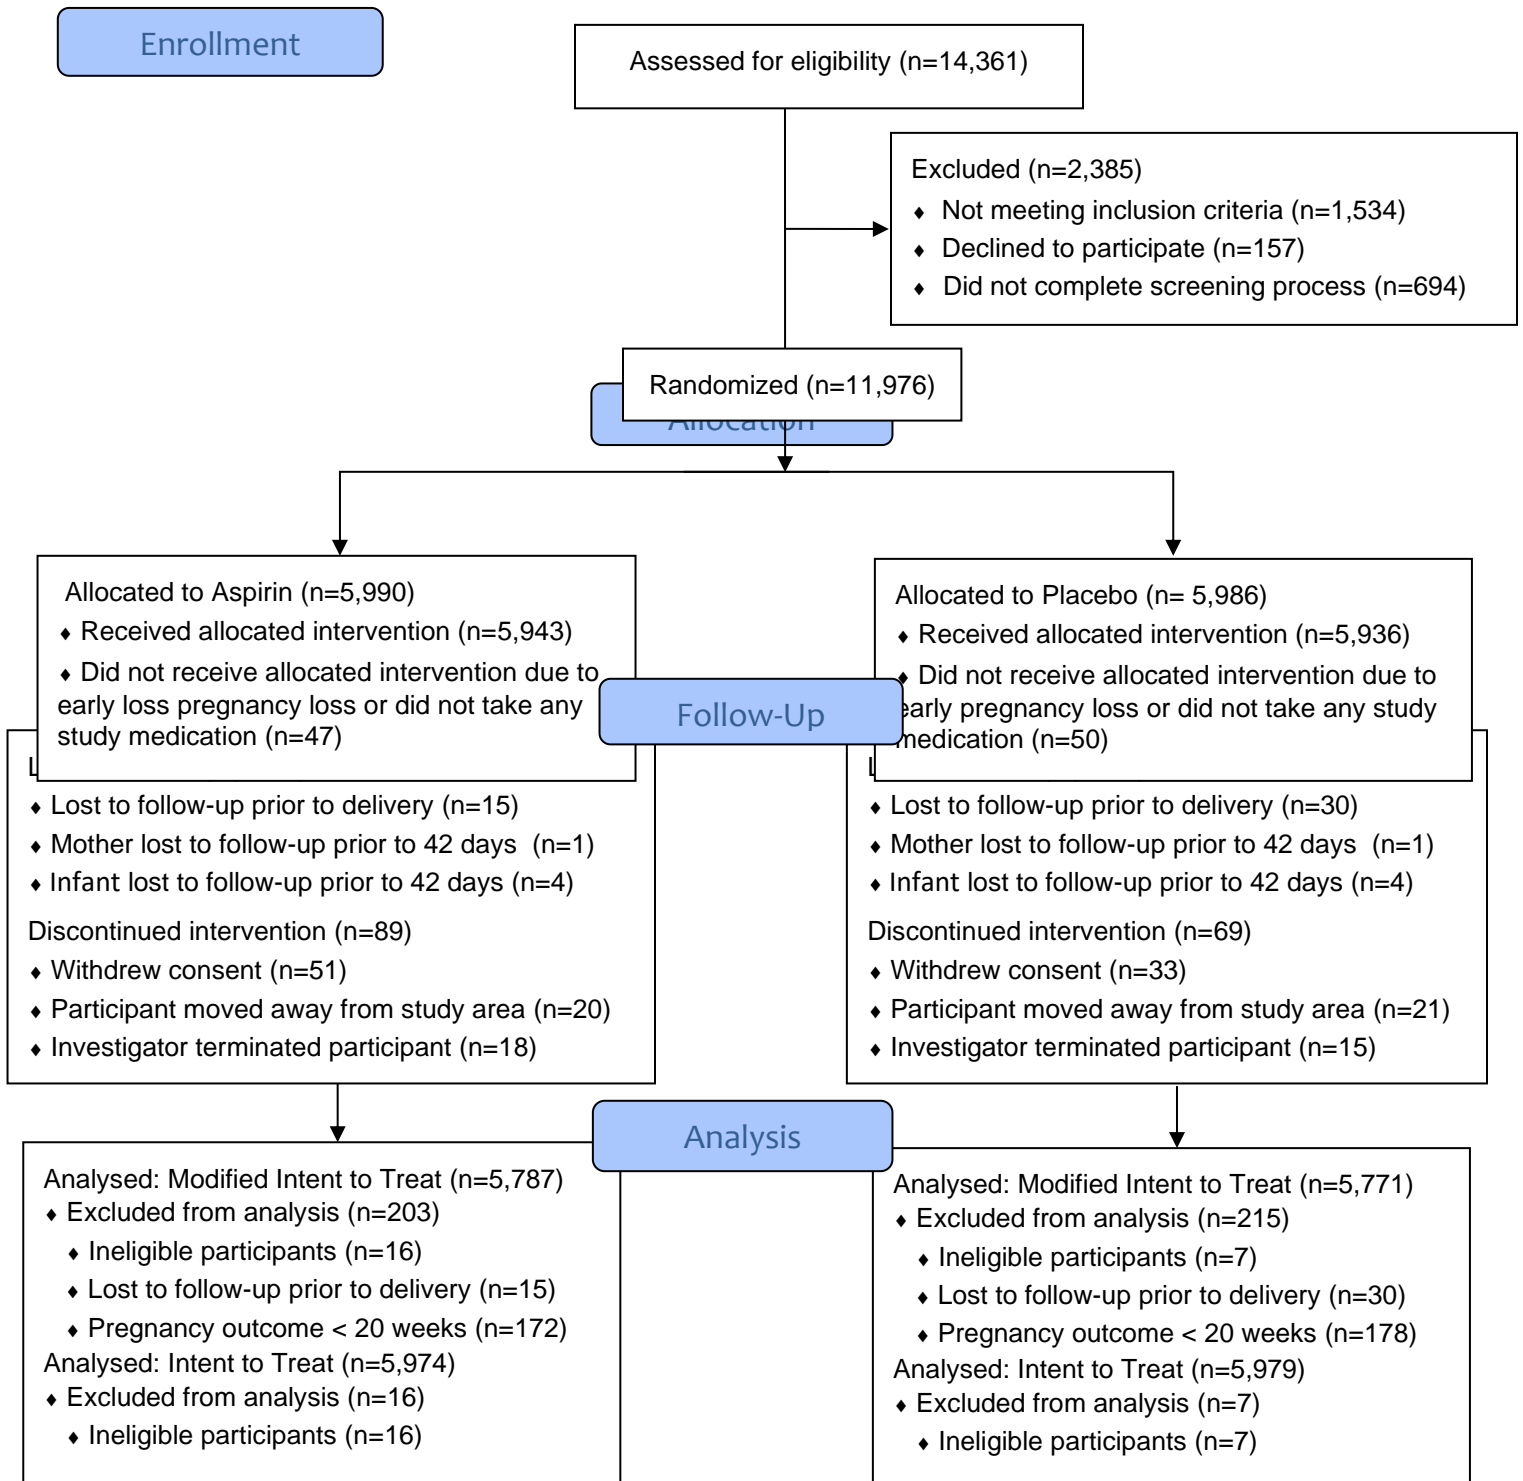 Enrollment
Assessed for eligibility (n=14,361)
Excluded (n=2,385)
♦ Not meeting inclusion criteria (n=1,534)
♦ Declined to participate (n=157)
♦ Did not complete screening process (n=694)
Randomized (n=11,976)
Allocation
Allocated to Aspirin (n=5,990)
♦ Received allocated intervention (n=5,943)
♦ Did not receive allocated intervention due to
early loss pregnancy loss or did not take any
study medication (n=47)
Allocated to Placebo (n= 5,986)
♦ Received allocated intervention (n=5,936)
♦ Did not receive allocated intervention due to
early pregnancy loss or did not take any study
medication (n=50)
Follow-Up
♦ Lost to follow-up prior to delivery (n=15)
♦ Mother lost to follow-up prior to 42 days (n=1)
♦ Infant lost to follow-up prior to 42 days (n=4)
Discontinued intervention (n=89)
♦ Withdrew consent (n=51)
♦ Participant moved away from study area (n=20)
♦ Investigator terminated participant (n=18)
♦ Lost to follow-up prior to delivery (n=30)
♦ Mother lost to follow-up prior to 42 days (n=1)
♦ Infant lost to follow-up prior to 42 days (n=4)
Discontinued intervention (n=69)
♦ Withdrew consent (n=33)
♦ Participant moved away from study area (n=21)
♦ Investigator terminated participant (n=15)
Analysis
Analysed: Modified Intent to Treat (n=5,787)
♦ Excluded from analysis (n=203)
♦ Ineligible participants (n=16)
♦ Lost to follow-up prior to delivery (n=15)
♦ Pregnancy outcome < 20 weeks (n=172)
Analysed: Intent to Treat (n=5,974)
♦ Excluded from analysis (n=16)
♦ Ineligible participants (n=16)
Analysed: Modified Intent to Treat (n=5,771)
♦ Excluded from analysis (n=215)
♦ Ineligible participants (n=7)
♦ Lost to follow-up prior to delivery (n=30)
♦ Pregnancy outcome < 20 weeks (n=178)
Analysed: Intent to Treat (n=5,979)
♦ Excluded from analysis (n=7)
♦ Ineligible participants (n=7)